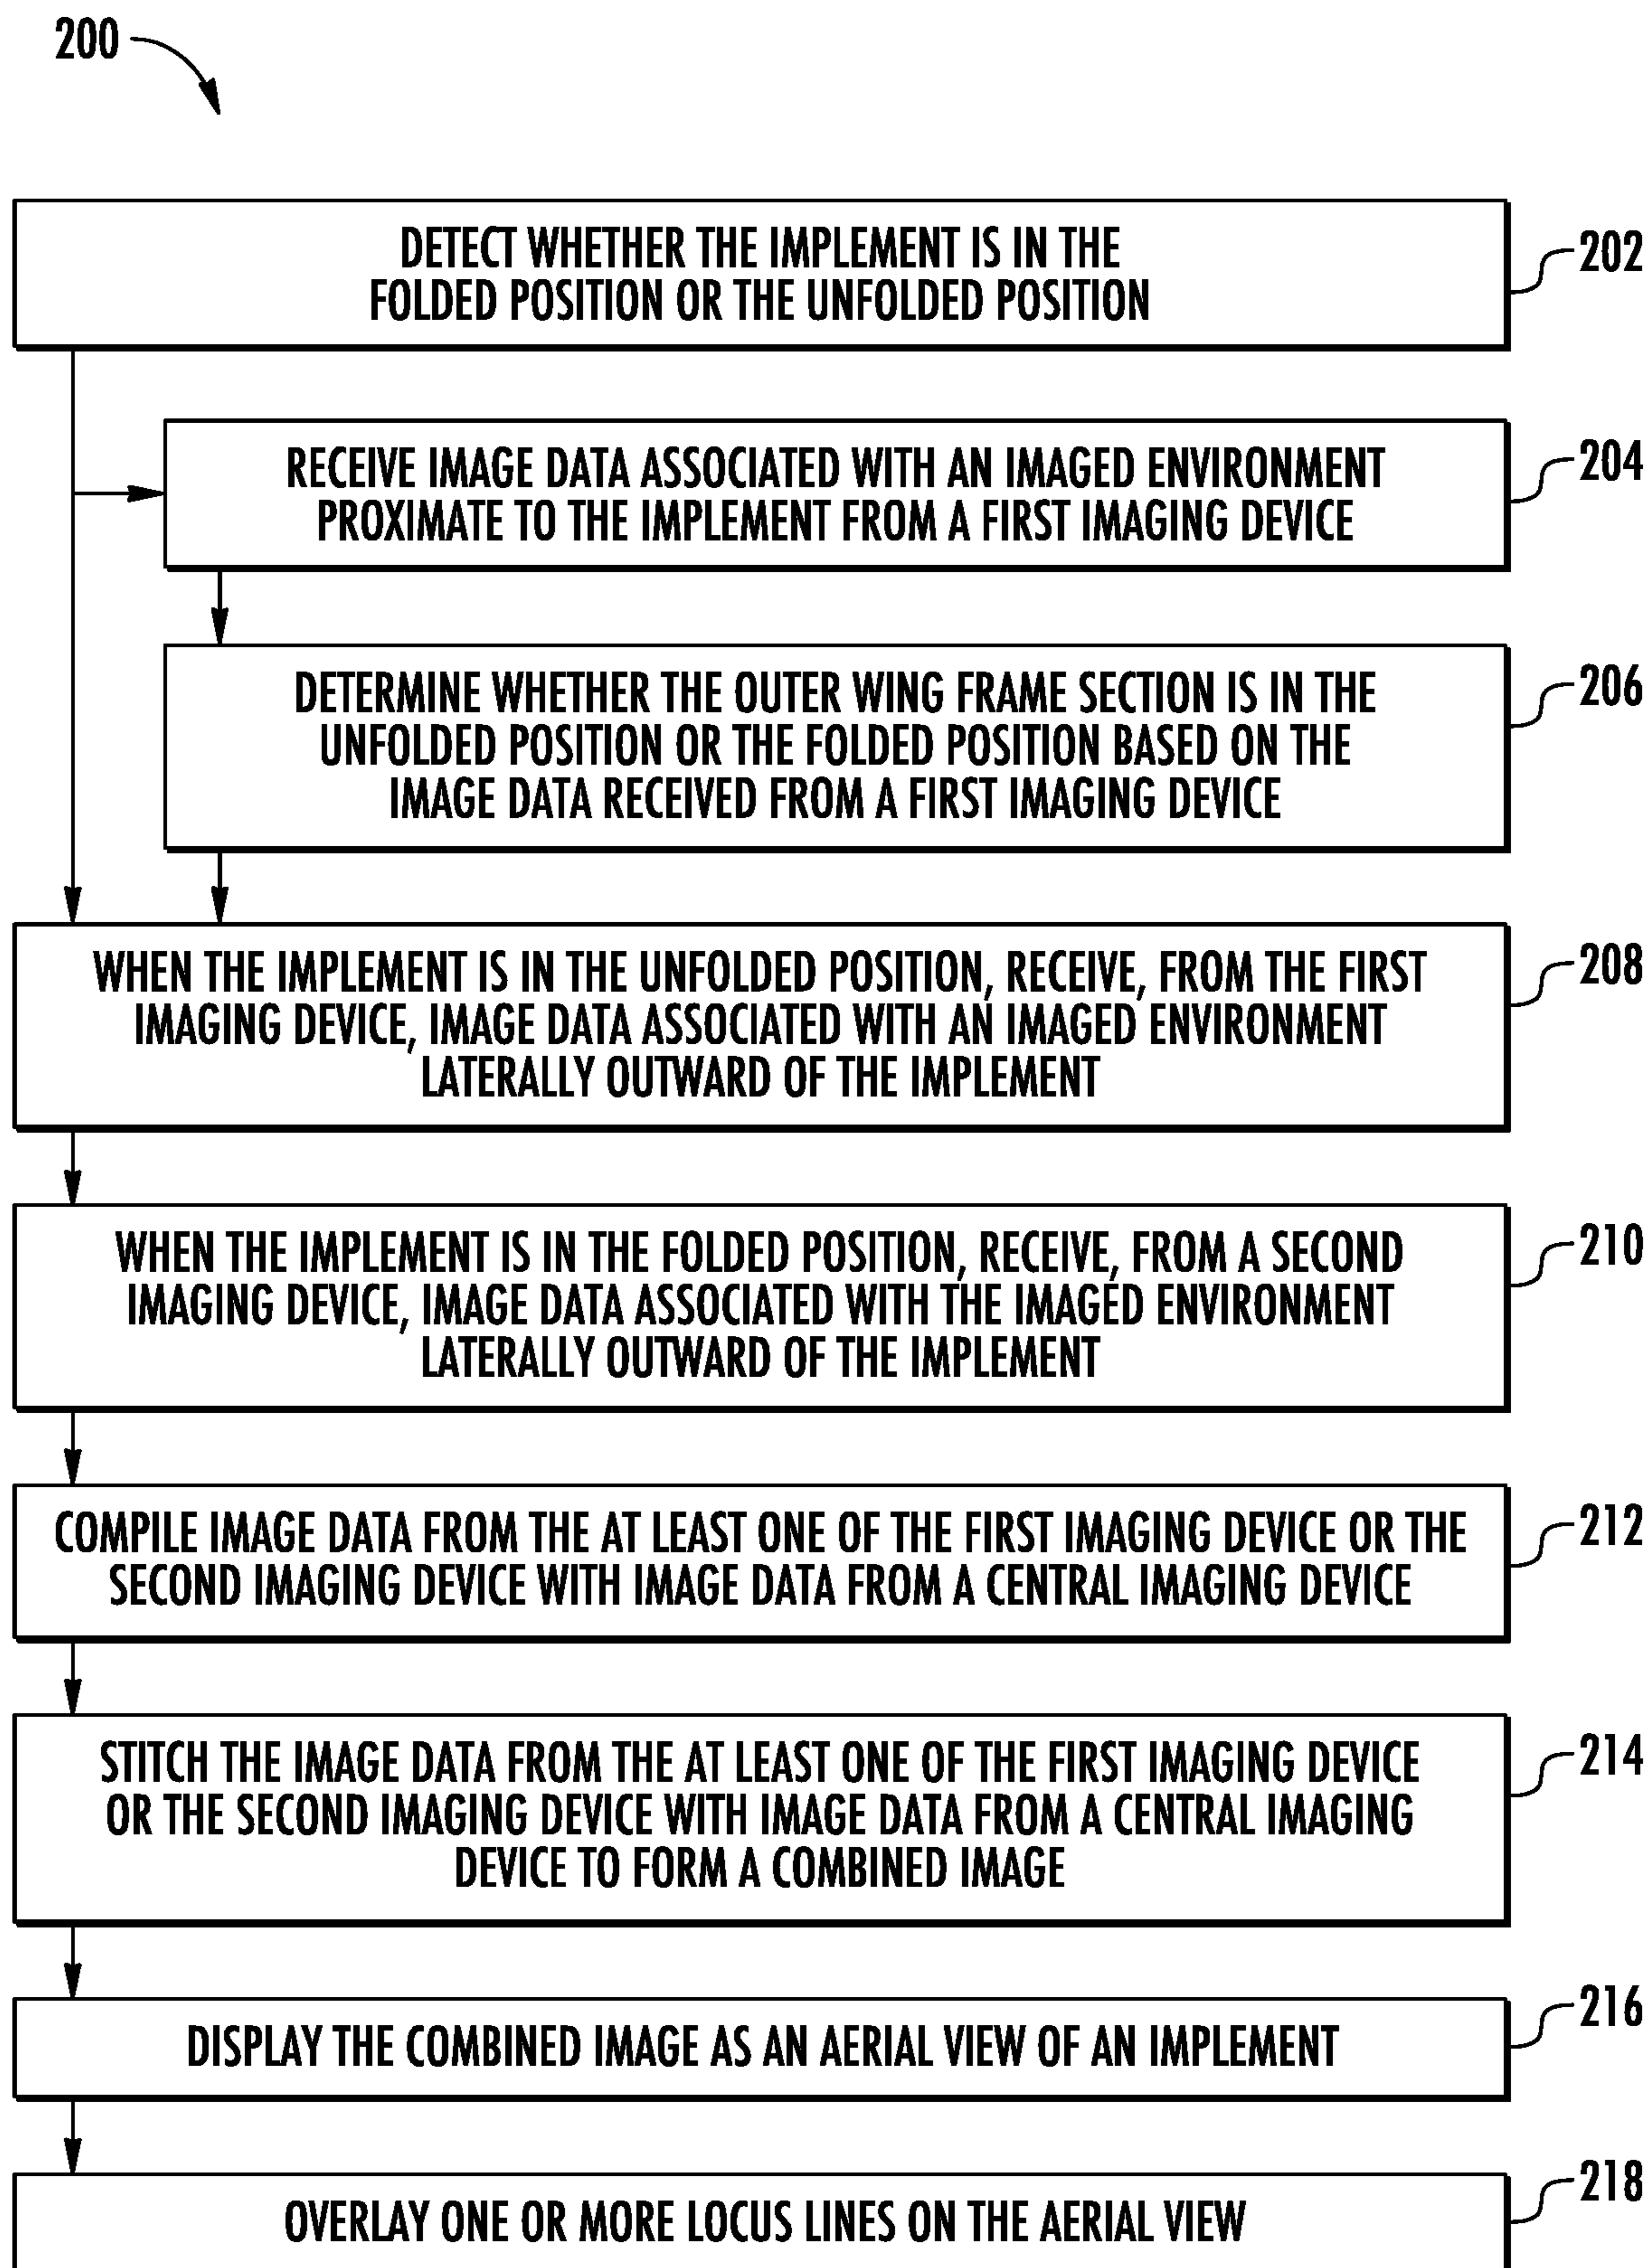 200
DETECT WHETHER THE IMPLEMENT IS IN THE
FOLDED POSITION OR THE UNFOLDED POSITION
202
RECEIVE IMAGE DATA ASSOCIATED WITH AN IMAGED ENVIRONMENT
PROXIMATE TO THE IMPLEMENT FROM A FIRST IMAGING DEVICE
204
DETERMINE WHETHER THE OUTER WING FRAME SECTION IS IN THE
UNFOLDED POSITION OR THE FOLDED POSITION BASED ON THE
IMAGE DATA RECEIVED FROM A FIRST IMAGING DEVICE
206
WHEN THE IMPLEMENT IS IN THE UNFOLDED POSITION, RECEIVE, FROM THE FIRST
IMAGING DEVICE, IMAGE DATA ASSOCIATED WITH AN IMAGED ENVIRONMENT
LATERALLY OUTWARD OF THE IMPLEMENT
208
WHEN THE IMPLEMENT IS IN THE FOLDED POSITION, RECEIVE, FROM A SECOND
IMAGING DEVICE, IMAGE DATA ASSOCIATED WITH THE IMAGED ENVIRONMENT
LATERALLY OUTWARD OF THE IMPLEMENT
210
COMPILE IMAGE DATA FROM THE AT LEAST ONE OF THE FIRST IMAGING DEVICE OR THE
SECOND IMAGING DEVICE WITH IMAGE DATA FROM A CENTRAL IMAGING DEVICE
212
STITCH THE IMAGE DATA FROM THE AT LEAST ONE OF THE FIRST IMAGING DEVICE
OR THE SECOND IMAGING DEVICE WITH IMAGE DATA FROM A CENTRAL IMAGING
DEVICE TO FORM A COMBINED IMAGE
214
DISPLAY THE COMBINED IMAGE AS AN AERIAL VIEW OF AN IMPLEMENT
216
OVERLAY ONE OR MORE LOCUS LINES ON THE AERIAL VIEW
218